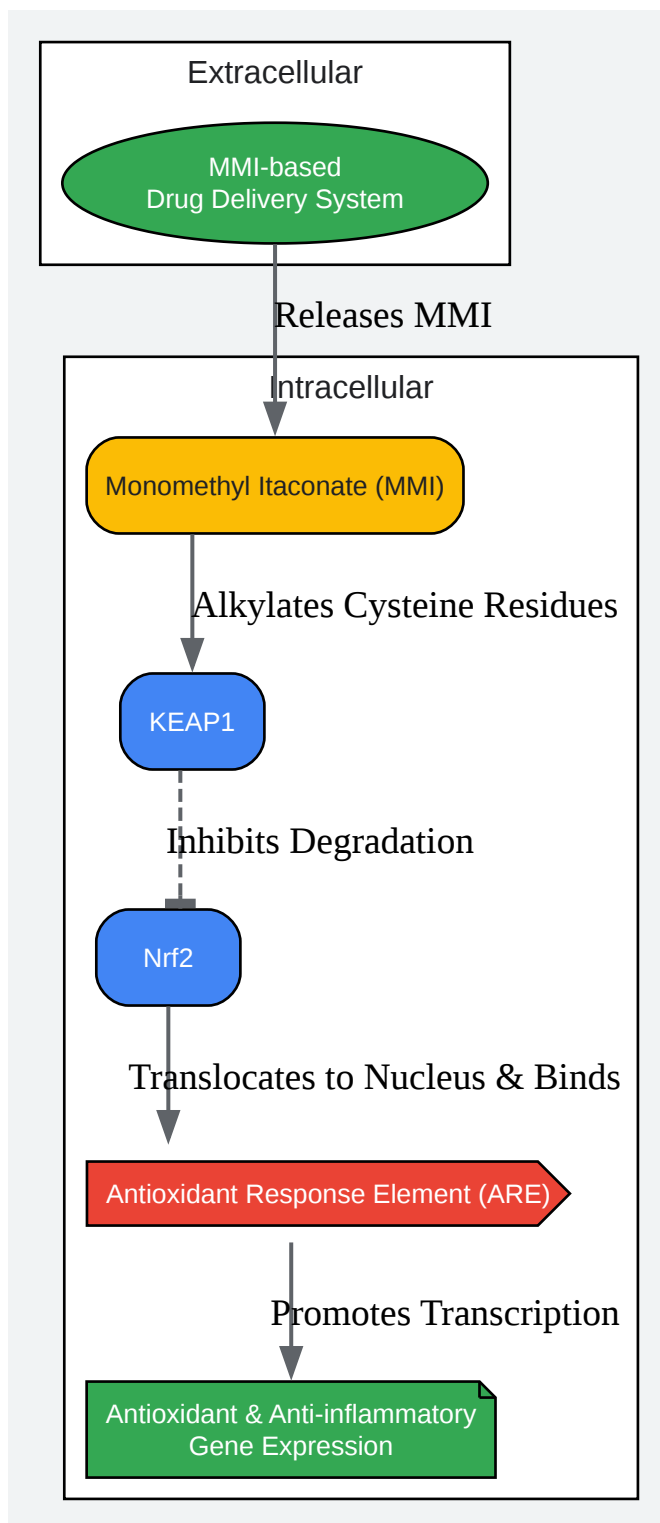 Extracellular
MMI-based
Drug Delivery System
Releases MMI
Intracellular
Monomethyl Itaconate (MMI)
Alkylates Cysteine Residues
KEAP1
Inhibits Degradation
Nrf2
Translocates to Nucleus & Binds
Antioxidant Response Element (ARE)
Promotes Transcription
Antioxidant & Anti-inflammatory
Gene Expression